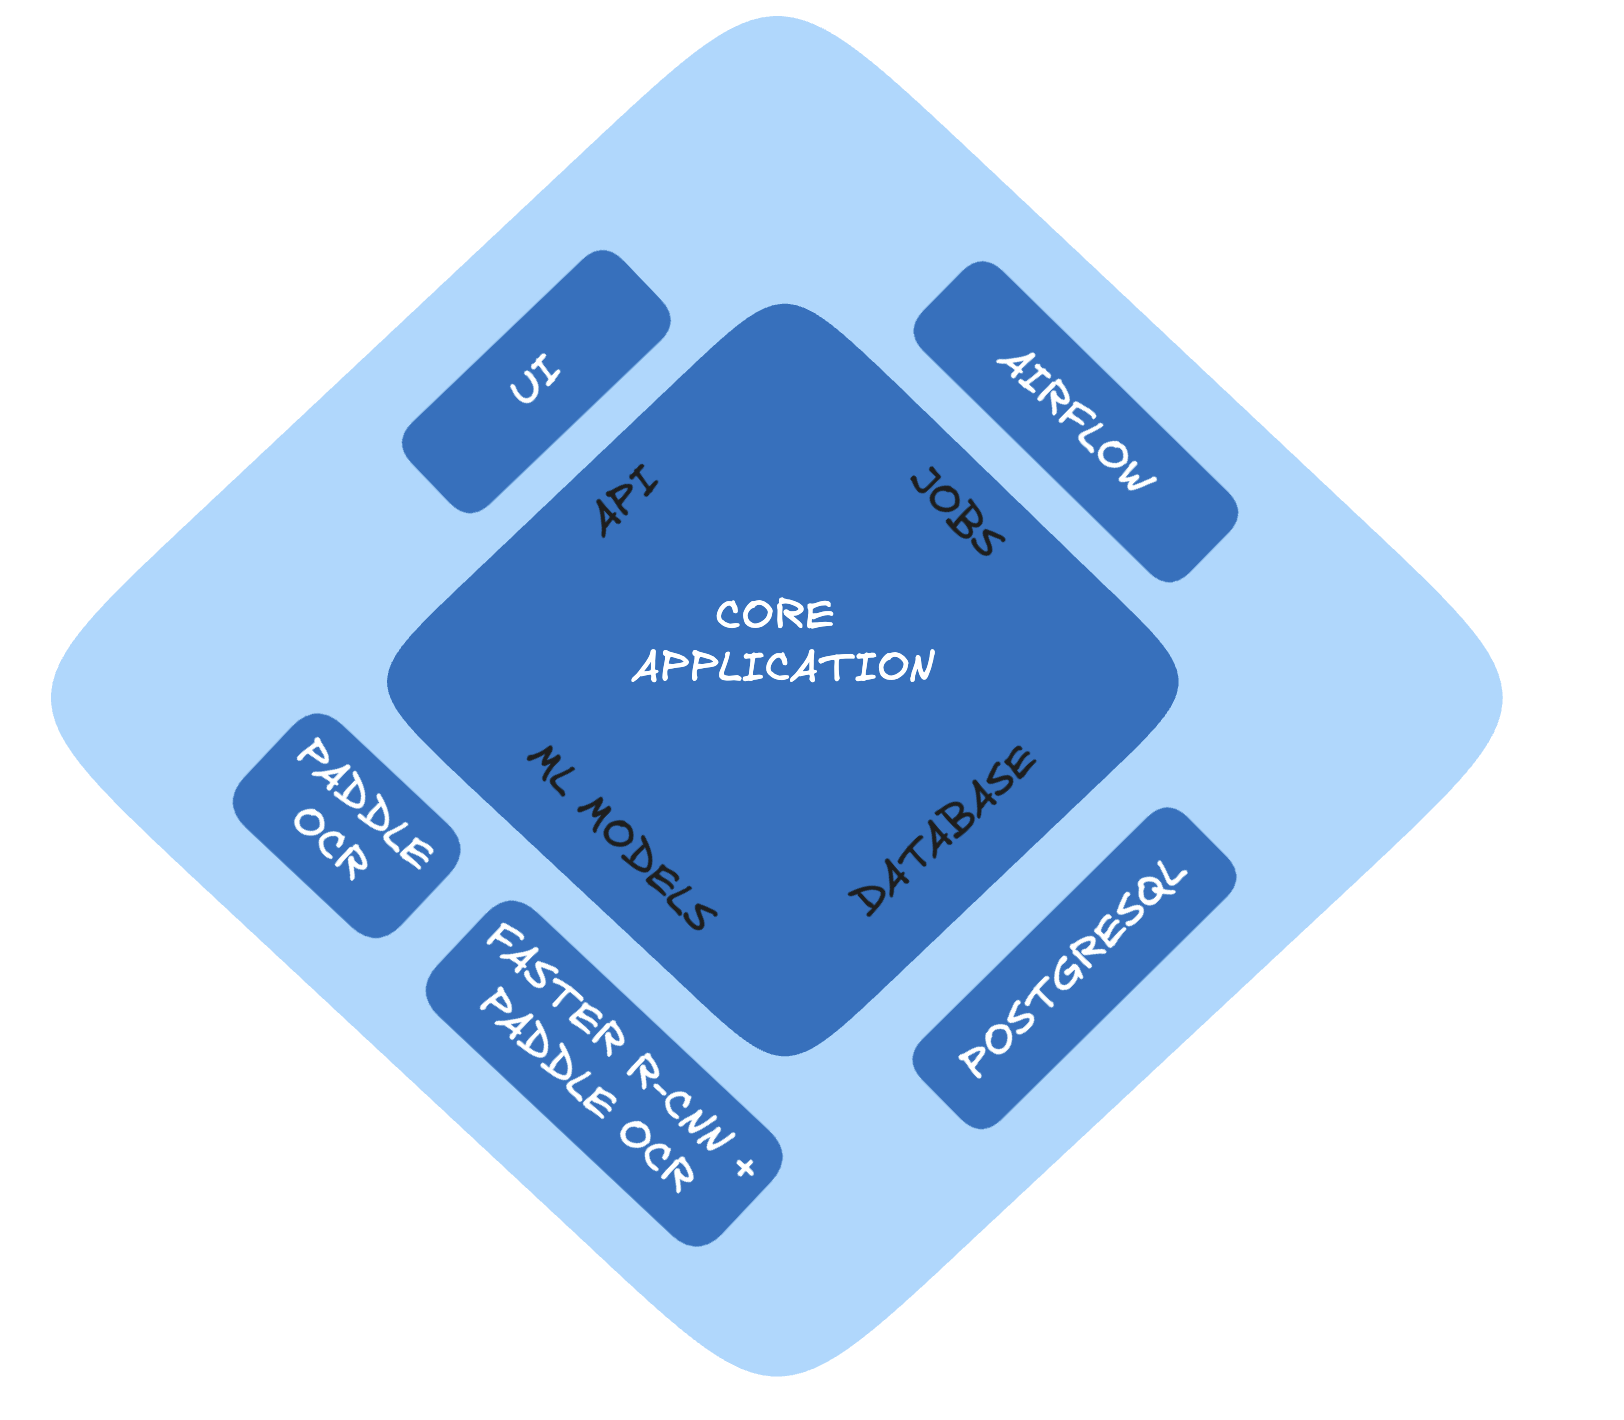 UI
AIRFLOW
API
JOBS
CORE
APPLICATION
ML MODELS
DATABASE
PADDLE
OCR
FASTER R-CNN +
PADDLE OCR
POSTGRESQL